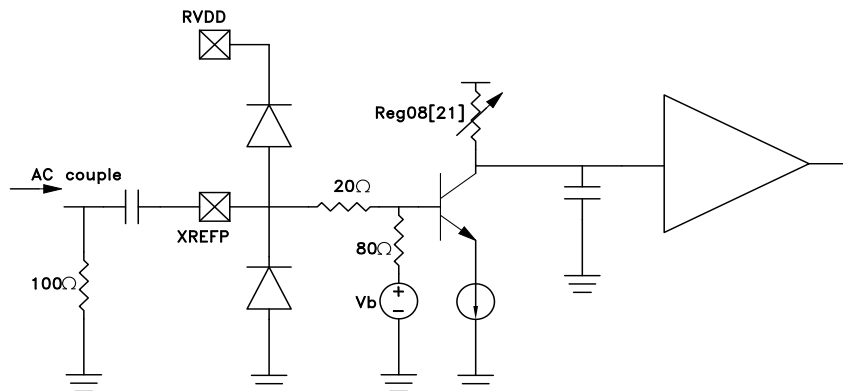 RVDD
Reg08[21]
AC couple
20Ω
XREFP
80Ω
100Ω
Vb
+
−